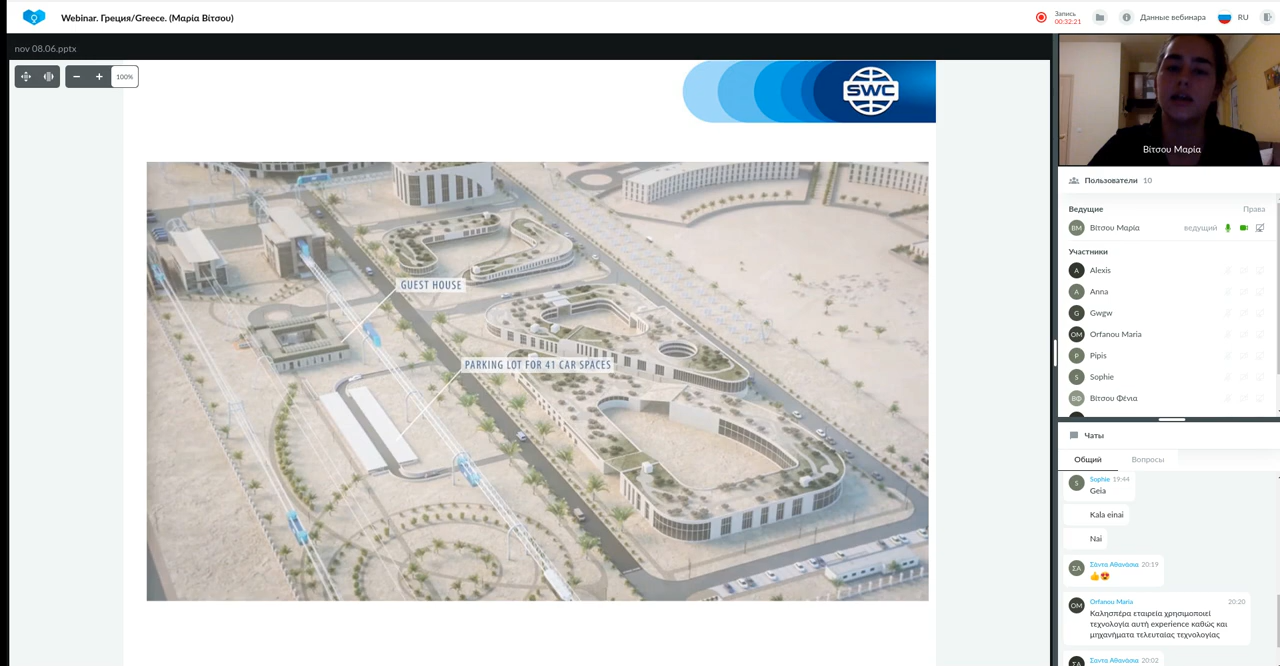 Webinar. Греция/Greece. (Μαρία Βίτσου)
Запись
00:32:21
Данные вебинара
RU
nov 08.06.pptx
100%
SWC
GUEST HOUSE
PARKING LOT FOR 41 CAR SPACES
Βίτσου Μαρία
Пользователи 10
Ведущие Права
ΒΜ Βίτσου Μαρία ведущий
Участники
A Alexis
A Anna
G Gwgw
OM Orfanou Maria
P Pipis
S Sophie
ΒΦ Βίτσου Φένια
Чаты
Общий Вопросы
S Sophie 19:44
Geia
Kala einai
Nai
ΣΑ Σάντα Αθανάσια 20:19
👍😍
OM Orfanou Maria 20:20
Καλησπέρα εταιρεία χρησιμοποιεί
τεχνολογία αυτή experience καθώς και
μηχανήματα τελευταίας τεχνολογίας
ΣΑ Σάντα Αθανάσια 20:02